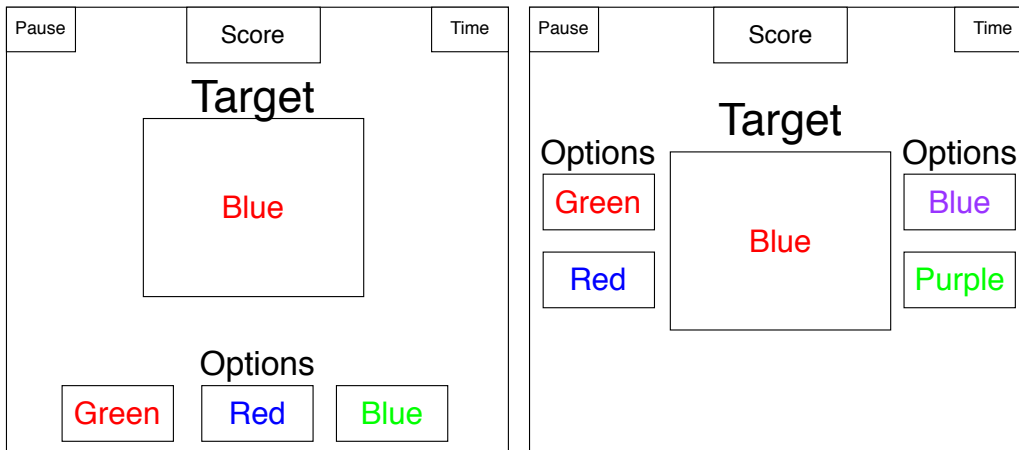 Pause
Score
Time
Target
Blue
Options
Green
Red
Blue
Pause
Score
Time
Target
Options
Green
Red
Blue
Options
Blue
Purple